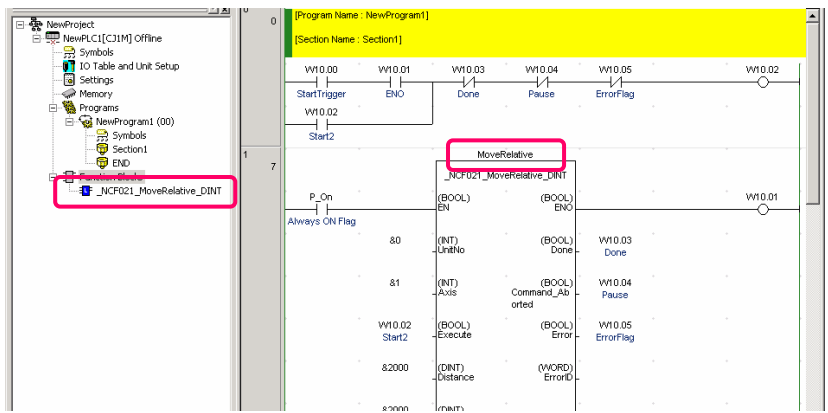 NewProject
NewPLC1[CJ1M] Offline
Symbols
IO Table and Unit Setup
Settings
Memory
Programs
NewProgram1 (00)
Symbols
Section1
END
_NCF021_MoveRelative_DINT
0
0
[Program Name : NewProgram1]
[Section Name : Section1]
W10.00 W10.01 W10.03 W10.04 W10.05 W10.02
StartTrigger ENO Done Pause ErrorFlag
W10.02
Start2
1
7
MoveRelative
_NCF021_MoveRelative_DINT
P_On (BOOL) (BOOL) W10.01
EN ENO
Always ON Flag
&0 (INT) (BOOL) W10.03
UnitNo Done Done
&1 (INT) (BOOL) W10.04
Axis Command_Ab Pause
orted
W10.02 (BOOL) (BOOL) W10.05
Start2 Execute Error ErrorFlag
&2000 (DINT) (WORD)
Distance ErrorID
&2000 (DINT)